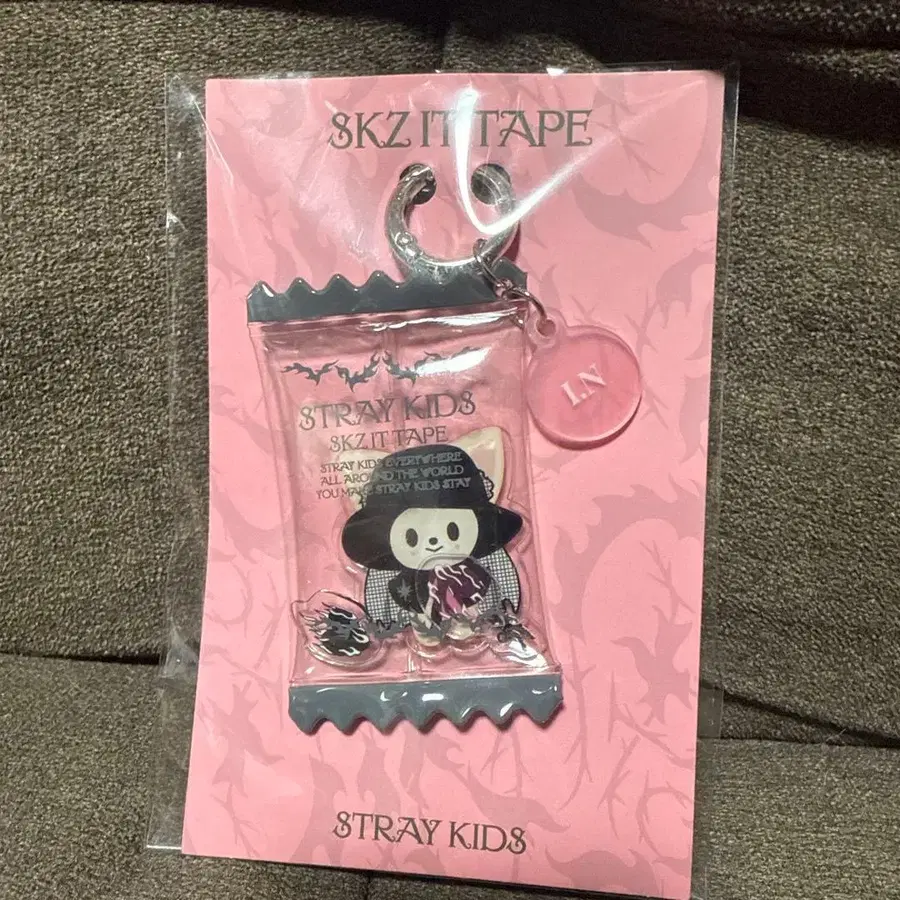 SKZ IT TAPE
I.N
STRAY KIDS
SKZ IT TAPE
STRAY KIDS EVERYWHERE
ALL AROUND THE WORLD
YOU MAKE STRAY KIDS STAY
STRAY KIDS